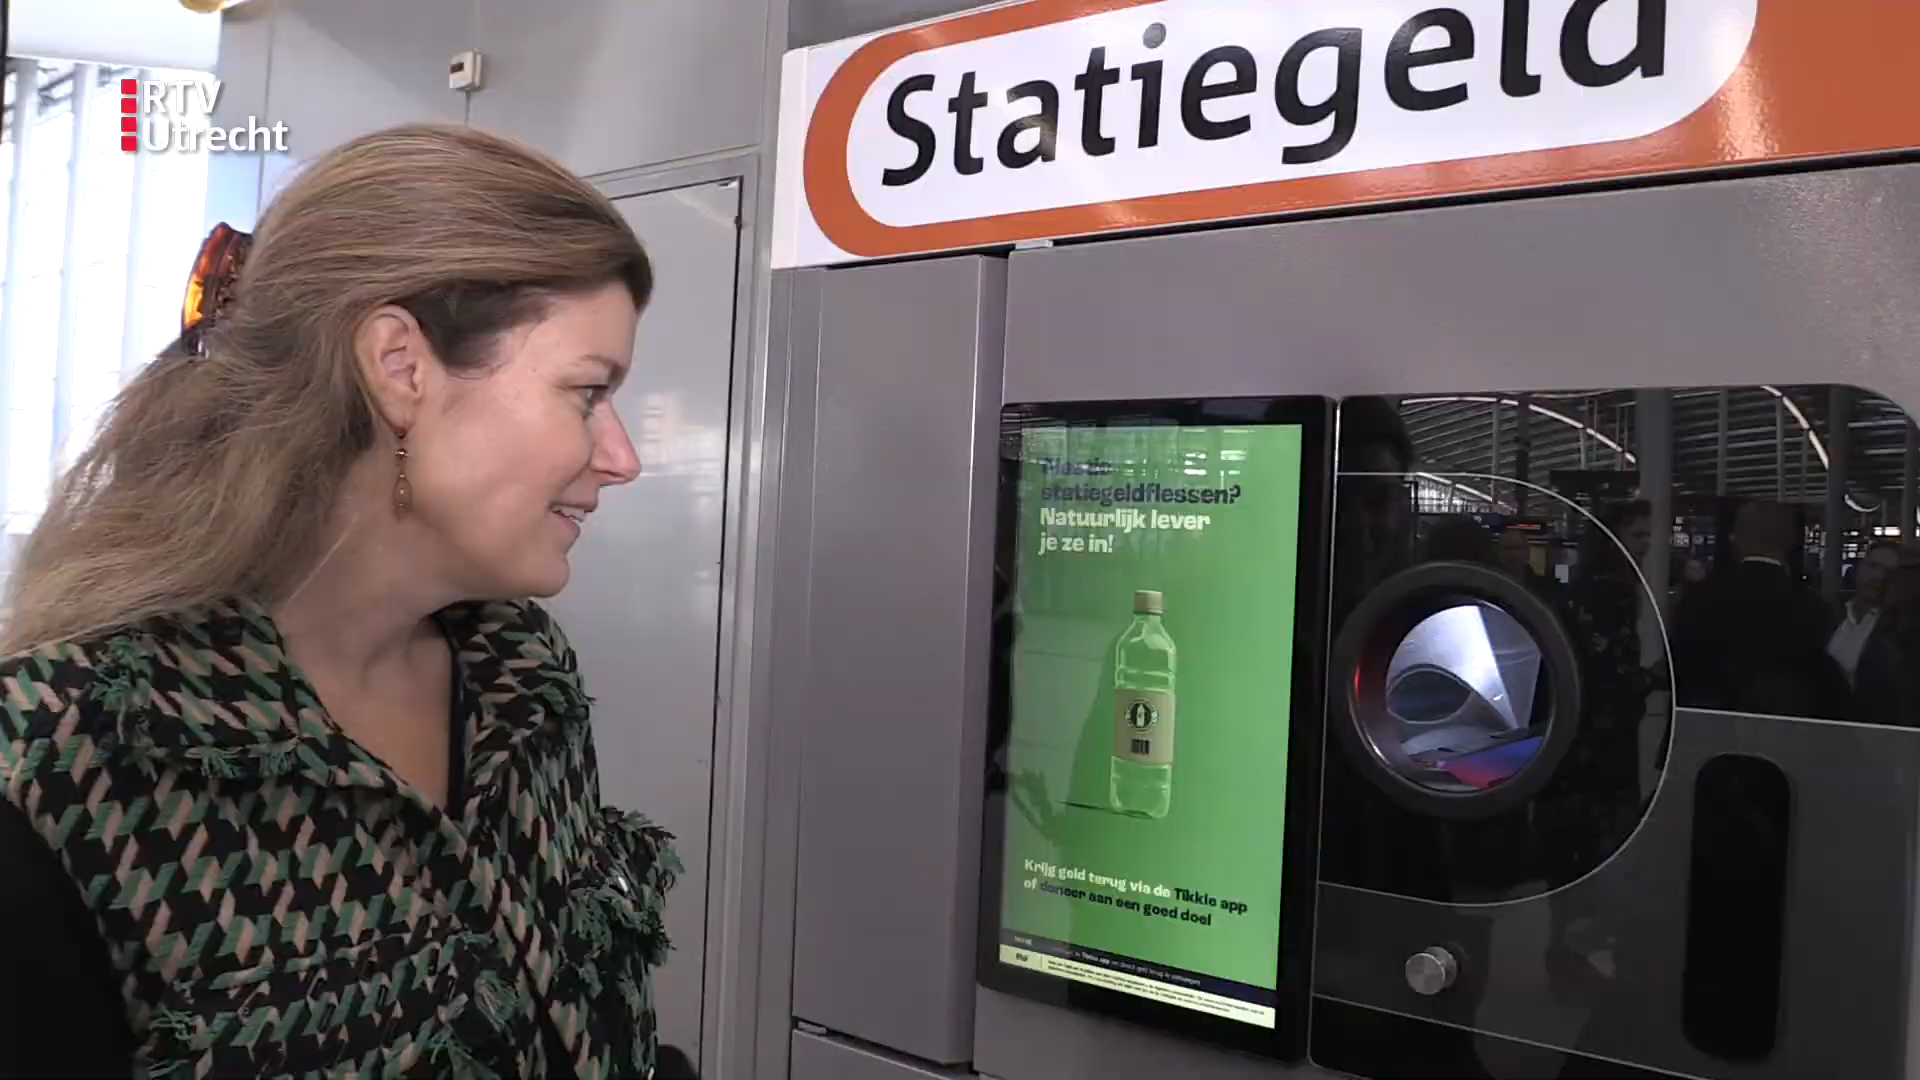 RTV
Utrecht
Statiegeld
statiegeldflessen?
Natuurlijk lever
je ze in!
Krijg geld terug via de Tikkie app
of doneer aan een goed doel